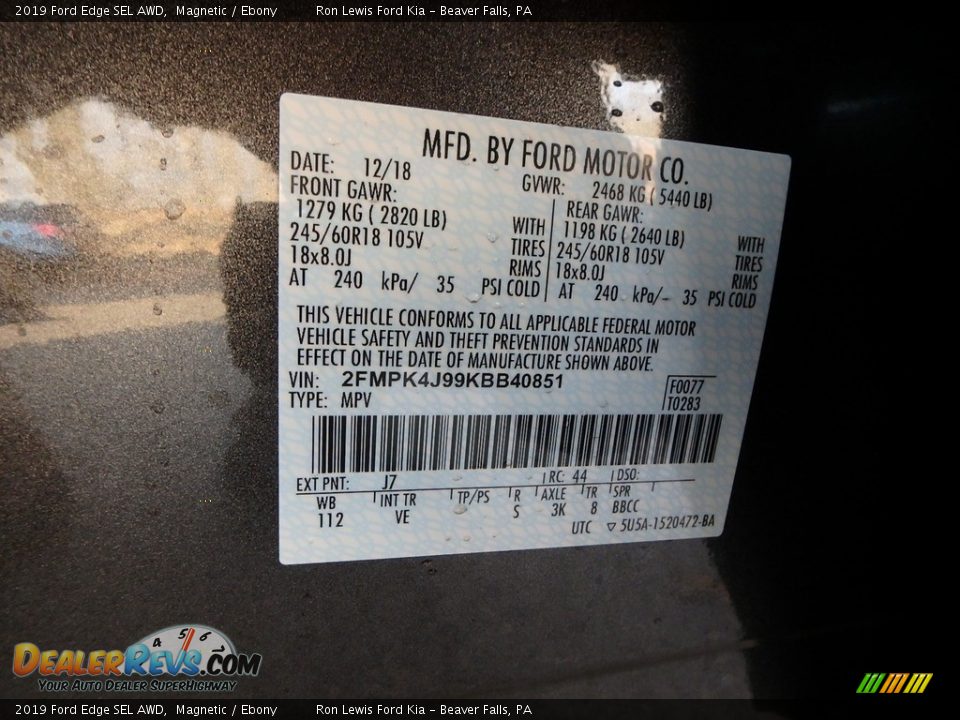 2019 Ford Edge SEL AWD,  Magnetic / Ebony    Ron Lewis Ford Kia - Beaver Falls, PA
MFD. BY FORD MOTOR CO.
DATE: 12/18    GVWR: 2468 KG ( 5440 LB)
FRONT GAWR:    REAR GAWR:
1279 KG ( 2820 LB)  WITH    1198 KG ( 2640 LB)  WITH
245/60R18 105V  TIRES    245/60R18 105V  TIRES
18x8.0J  RIMS    18x8.0J  RIMS
AT 240 kPa/ 35 PSI COLD    AT 240 kPa/ 35 PSI COLD
THIS VEHICLE CONFORMS TO ALL APPLICABLE FEDERAL MOTOR
VEHICLE SAFETY AND THEFT PREVENTION STANDARDS IN
EFFECT ON THE DATE OF MANUFACTURE SHOWN ABOVE.
VIN: 2FMPK4J99KBB40851    F0077
TYPE: MPV    T0283
EXT PNT: J7    RC: 44    DSO:
WB  INT TR  TP/PS  R  AXLE  TR  SPR
112  VE  S  3K  8  BBCC
UTC ▽ 5U5A-1520472-BA
4 5 6
DEALERREVS.COM
YOUR AUTO DEALER SUPERHIGHWAY
2019 Ford Edge SEL AWD,  Magnetic / Ebony    Ron Lewis Ford Kia - Beaver Falls, PA